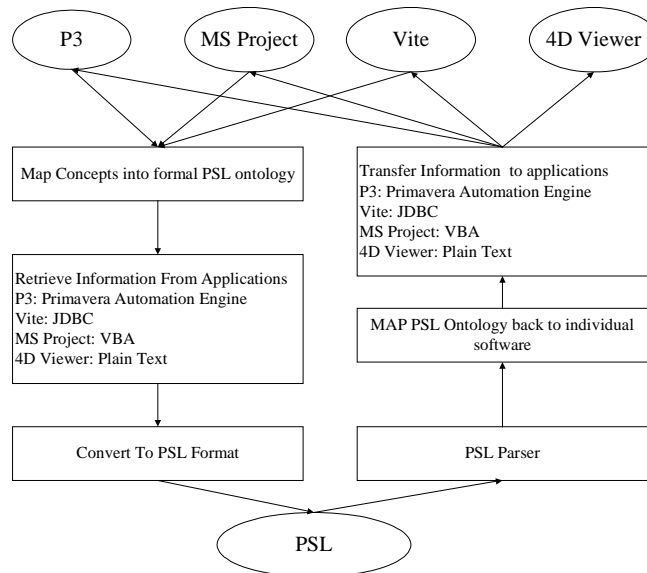 P3
MS Project
Vite
4D Viewer
Map Concepts into formal PSL ontology
Retrieve Information From Applications
P3: Primavera Automation Engine
Vite: JDBC
MS Project: VBA
4D Viewer: Plain Text
Convert To PSL Format
Transfer Information to applications
P3: Primavera Automation Engine
Vite: JDBC
MS Project: VBA
4D Viewer: Plain Text
MAP PSL Ontology back to individual
software
PSL Parser
PSL